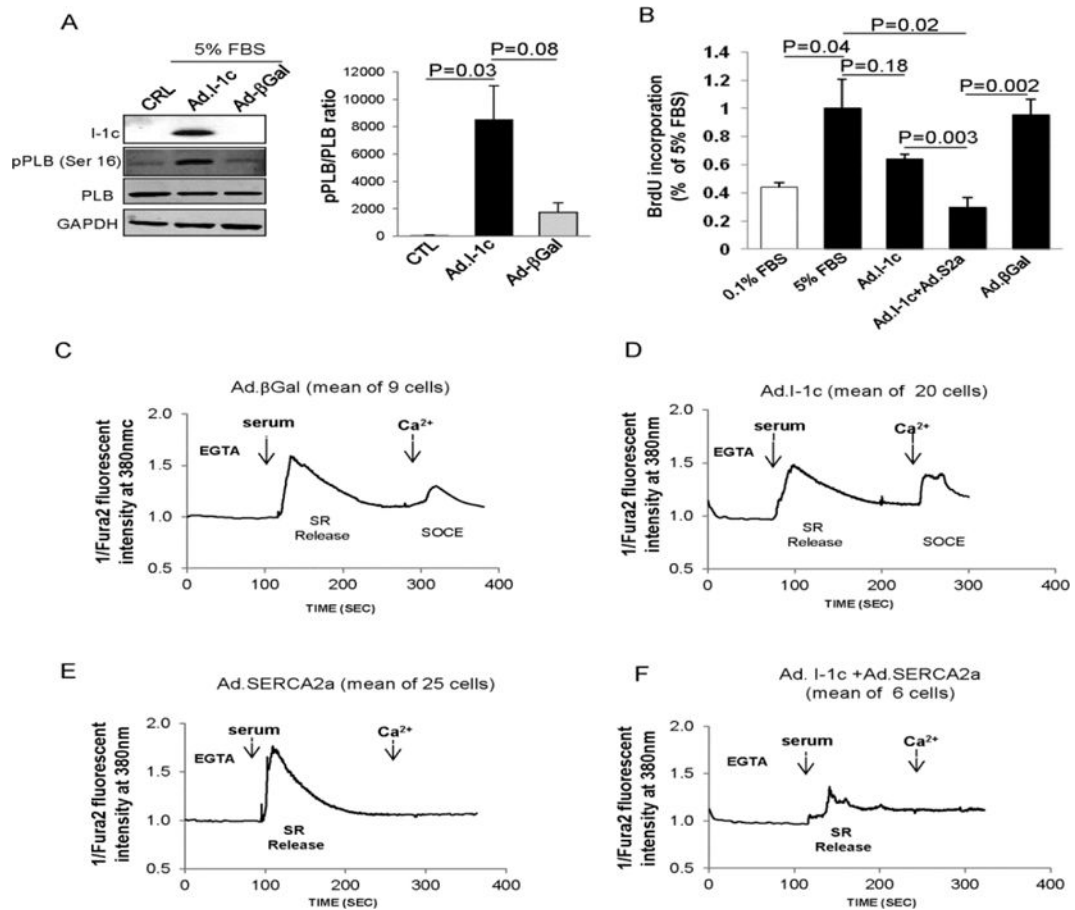 A
5% FBS
CRL
Ad.I-1c
Ad-βGal
I-1c
pPLB (Ser 16)
PLB
GAPDH
pPLB/PLB ratio
12000
10000
8000
6000
4000
2000
0
P=0.03
P=0.08
CTL
Ad.I-1c
Ad-βGal
B
BrdU incorporation
(% of 5% FBS)
1.4
1.2
1
0.8
0.6
0.4
0.2
0
P=0.02
P=0.04
P=0.18
P=0.002
P=0.003
0.1% FBS
5% FBS
Ad.I-1c
Ad.I-1c+Ad.S2a
Ad.βGal
C
Ad.βGal (mean of 9 cells)
1/Fura2 fluorescent
intensity at 380nmc
2.0
1.5
1.0
0.5
serum
Ca²⁺
EGTA
SR
Release
SOCE
0
100
200
300
400
TIME (SEC)
D
Ad.I-1c (mean of 20 cells)
1/Fura2 fluorescent
intensity at 380nm
2.0
1.5
1.0
0.5
serum
Ca²⁺
EGTA
SR
Release
SOCE
0
100
200
300
400
TIME (SEC)
E
Ad.SERCA2a (mean of 25 cells)
1/Fura2 fluorescent
intensity at 380nm
2.0
1.5
1.0
0.5
serum
Ca²⁺
EGTA
SR
Release
0
100
200
300
400
TIME (SEC)
F
Ad. I-1c +Ad.SERCA2a
(mean of 6 cells)
1/Fura2 fluorescent
intensity at 380nm
2.0
1.5
1.0
0.5
serum
Ca²⁺
EGTA
SR
Release
0
100
200
300
400
TIME (SEC)